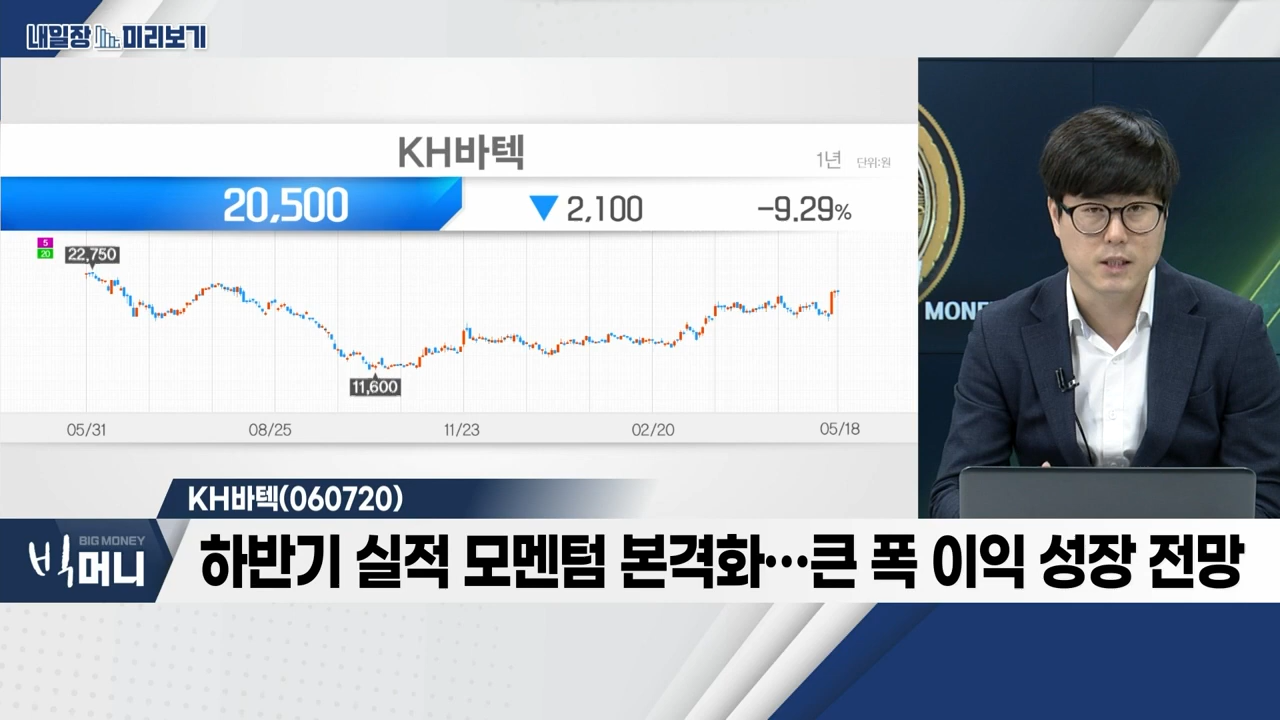 내일장 미리보기
KH바텍
1년 단위:원
20,500 ▼ 2,100 -9.29%
5
20
22,750
11,600
05/31 08/25 11/23 02/20 05/18
MONE
KH바텍(060720)
BIG MONEY
빅머니
하반기 실적 모멘텀 본격화…큰 폭 이익 성장 전망